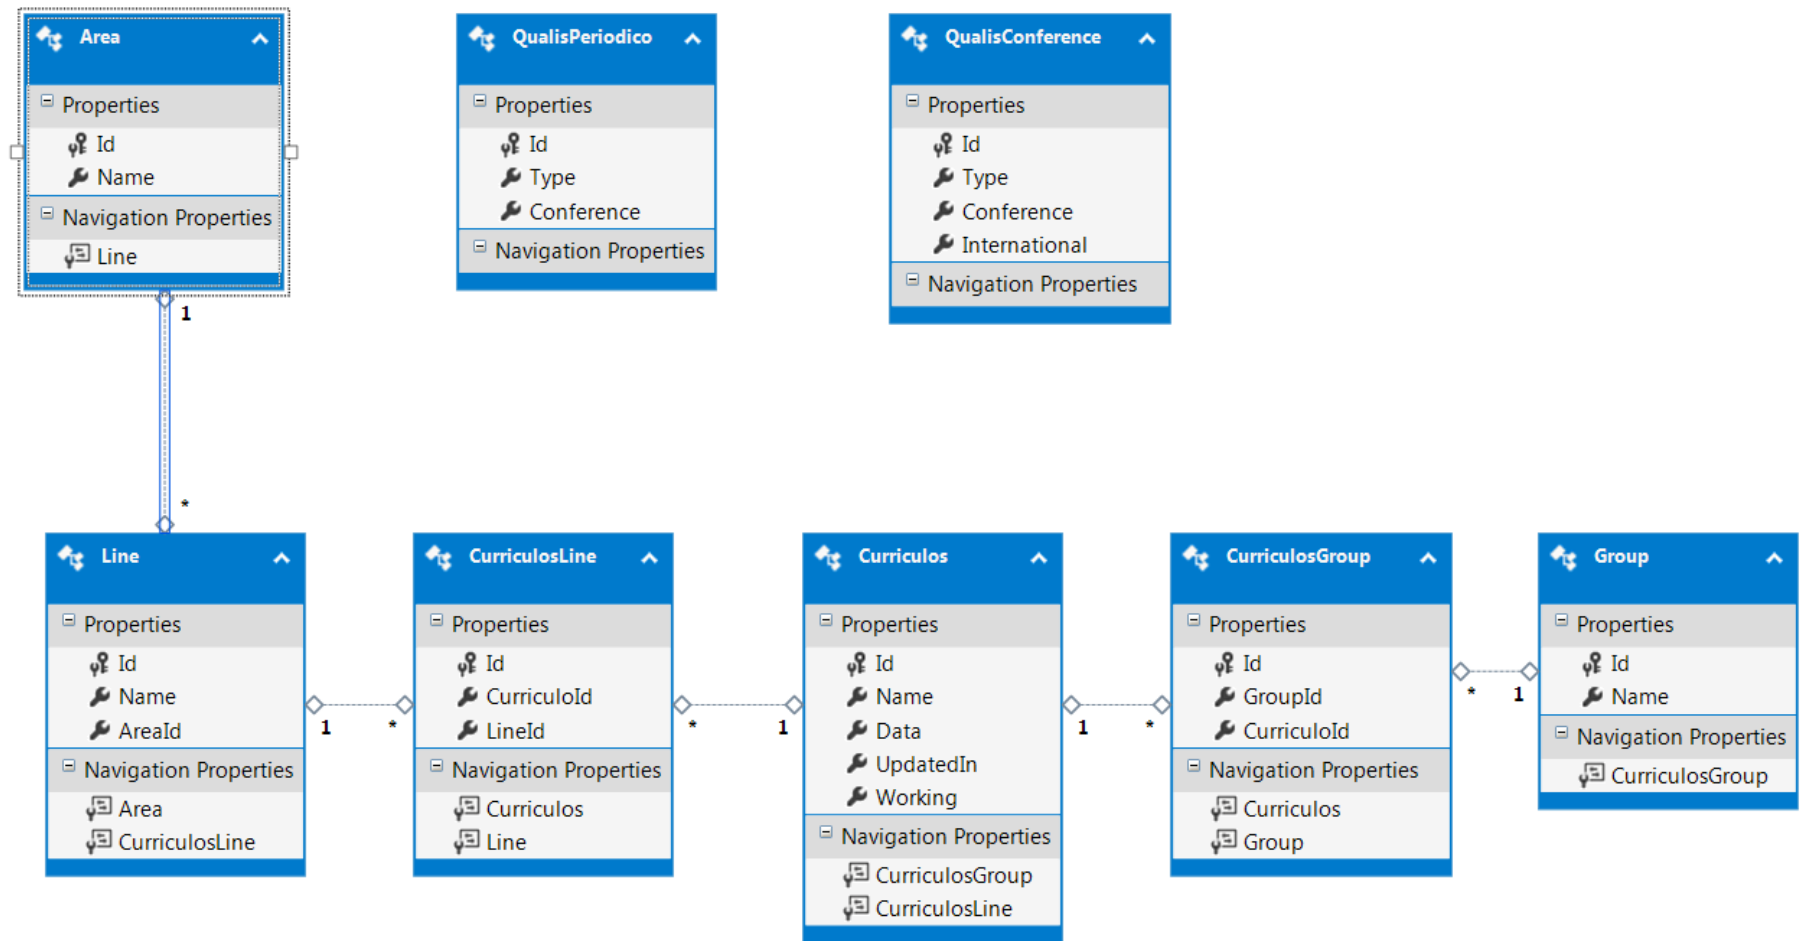 Area
Properties
Id
Name
Navigation Properties
Line
QualisPeriodico
Properties
Id
Type
Conference
Navigation Properties
QualisConference
Properties
Id
Type
Conference
International
Navigation Properties
1
*
Line
Properties
Id
Name
AreaId
Navigation Properties
Area
CurriculosLine
1
*
CurriculosLine
Properties
Id
CurriculoId
LineId
Navigation Properties
Curriculos
Line
*
1
Curriculos
Properties
Id
Name
Data
UpdatedIn
Working
Navigation Properties
CurriculosGroup
CurriculosLine
1
*
CurriculosGroup
Properties
Id
GroupId
CurriculoId
Navigation Properties
Curriculos
Group
*
1
Group
Properties
Id
Name
Navigation Properties
CurriculosGroup